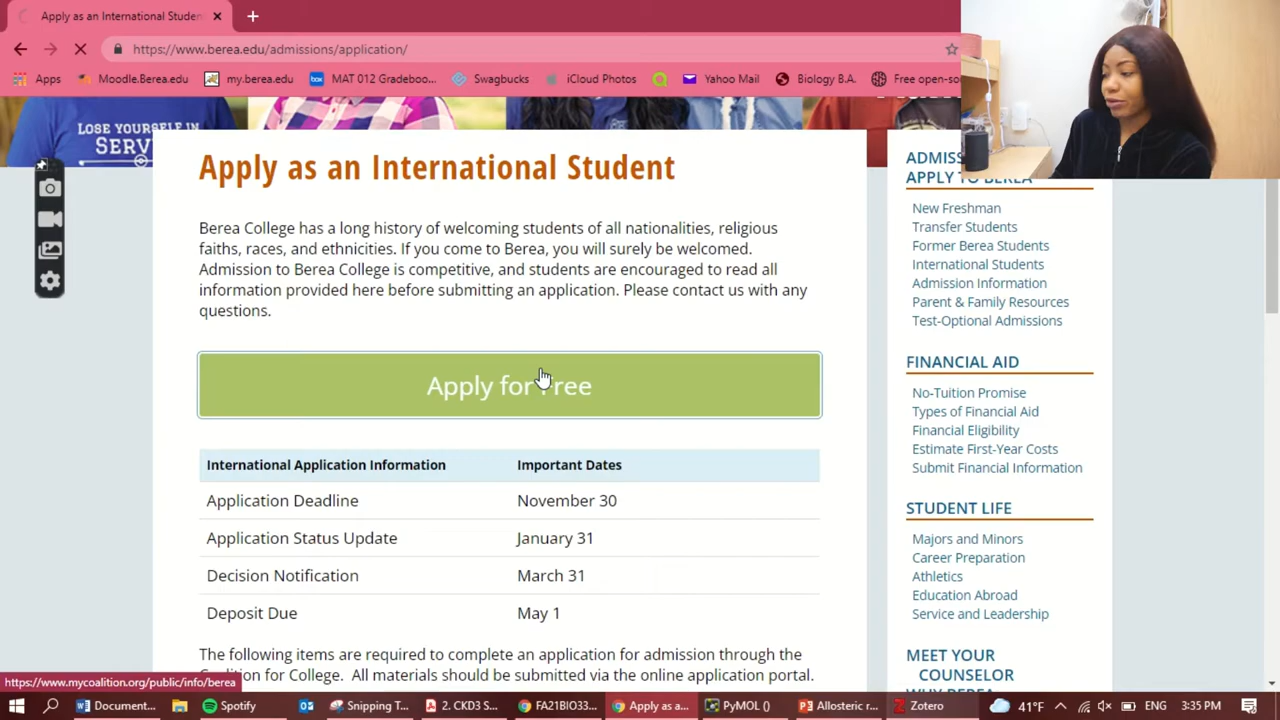 Apply as an International Studen
https://www.berea.edu/admissions/application/
Apps Moodle.Berea.edu my.berea.edu MAT 012 Gradeboo... Swagbucks iCloud Photos Yahoo Mail Biology B.A. Free open-so
LOSE YOURSELF IN
SERV
Apply as an International Student
Berea College has a long history of welcoming students of all nationalities, religious
faiths, races, and ethnicities. If you come to Berea, you will surely be welcomed.
Admission to Berea College is competitive, and students are encouraged to read all
information provided here before submitting an application. Please contact us with any
questions.
Apply for Free
International Application Information Important Dates
Application Deadline November 30
Application Status Update January 31
Decision Notification March 31
Deposit Due May 1
The following items are required to complete an application for admission through the
Coalition for College. All materials should be submitted via the online application portal.
ADMISS
APPLY TO BEREA
New Freshman
Transfer Students
Former Berea Students
International Students
Admission Information
Parent & Family Resources
Test-Optional Admissions
FINANCIAL AID
No-Tuition Promise
Types of Financial Aid
Financial Eligibility
Estimate First-Year Costs
Submit Financial Information
STUDENT LIFE
Majors and Minors
Career Preparation
Athletics
Education Abroad
Service and Leadership
MEET YOUR
COUNSELOR
WHY BEREA
https://www.mycoalition.org/public/info/berea
Document... Spotify Snipping T... 2. CKD3 S... FA21BIO33... Apply as a... PyMOL () Allosteric r... Zotero 41°F ENG 3:35 PM